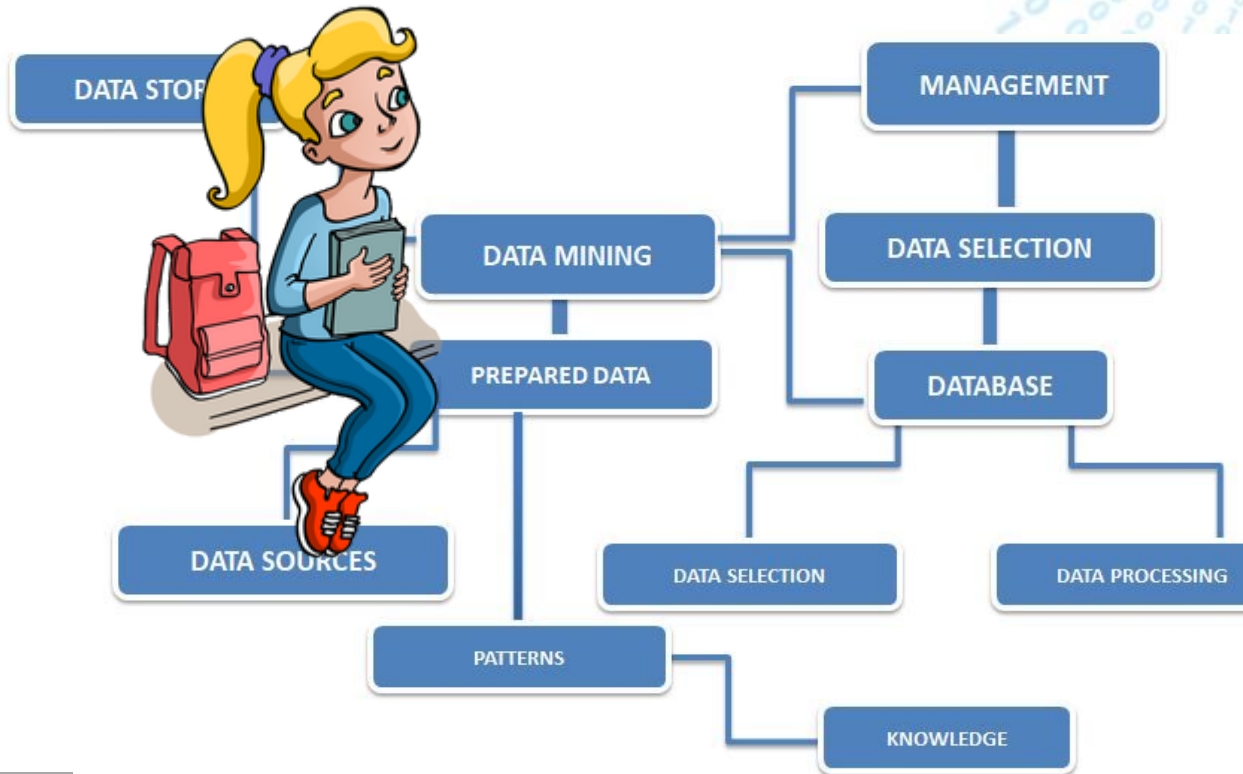 DATA STOR
MANAGEMENT
DATA MINING
DATA SELECTION
PREPARED DATA
DATABASE
DATA SOURCES
DATA SELECTION
DATA PROCESSING
PATTERNS
KNOWLEDGE